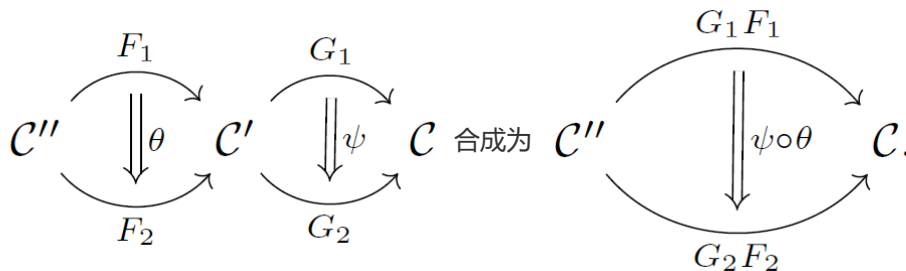 F₁ G₁ G₁F₁
𝒞'' θ 𝒞' ψ 𝒞 合成为 𝒞'' ψ∘θ 𝒞.
F₂ G₂ G₂F₂